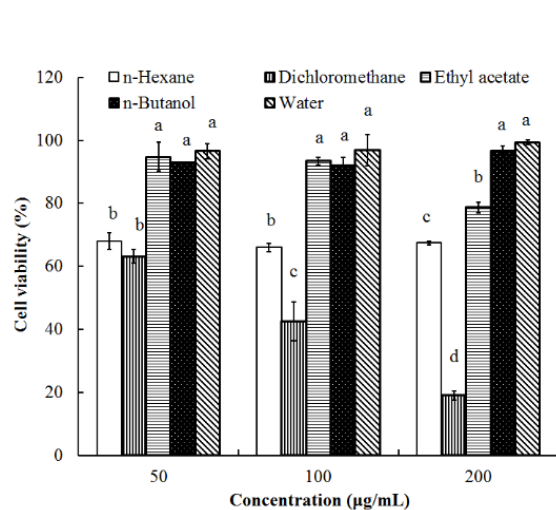 n-Hexane Dichloromethane Ethyl acetate
n-Butanol Water
120
100
80
60
40
20
0
Cell viability (%)
b b a a a
b c a a a
c d b a a
50 100 200
Concentration (µg/mL)